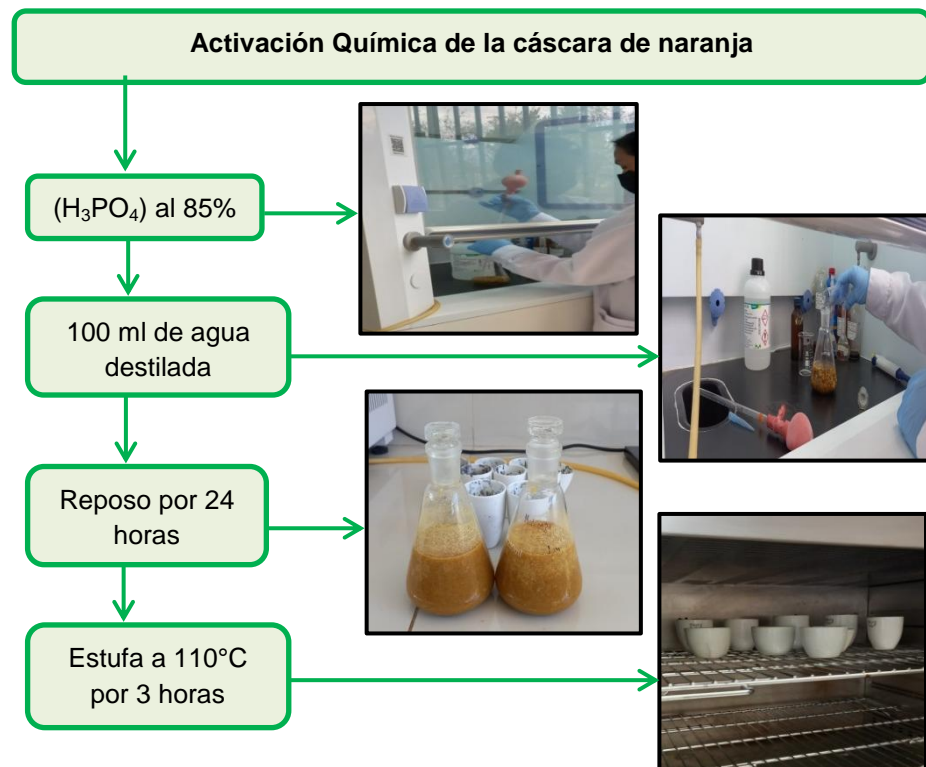 Activación Química de la cáscara de naranja
(H₃PO₄) al 85%
100 ml de agua
destilada
Reposo por 24
horas
Estufa a 110°C
por 3 horas